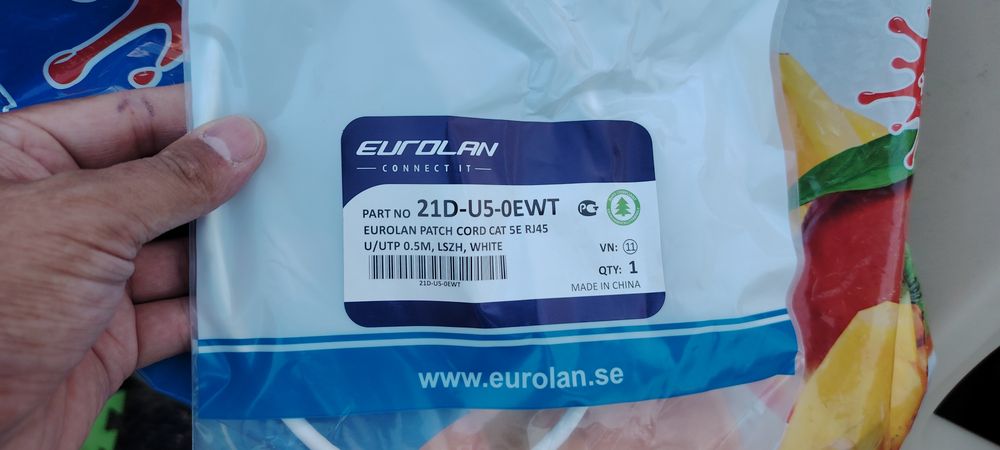 EUROLAN
CONNECT IT
PART NO 21D-U5-0EWT
EUROLAN PATCH CORD CAT 5E RJ45
U/UTP 0.5M, LSZH, WHITE
VN: 11
21D-U5-0EWT
QTY: 1
MADE IN CHINA
www.eurolan.se